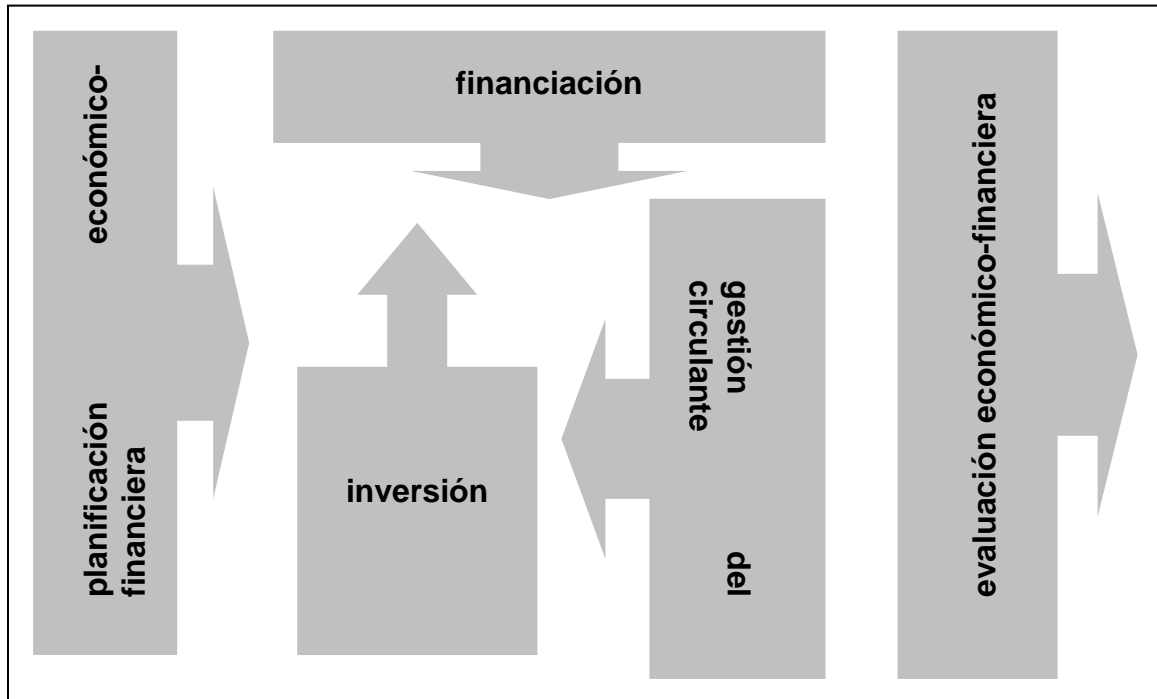 planificación económico-
financiera
financiación
inversión
gestión del
circulante
evaluación económico-financiera